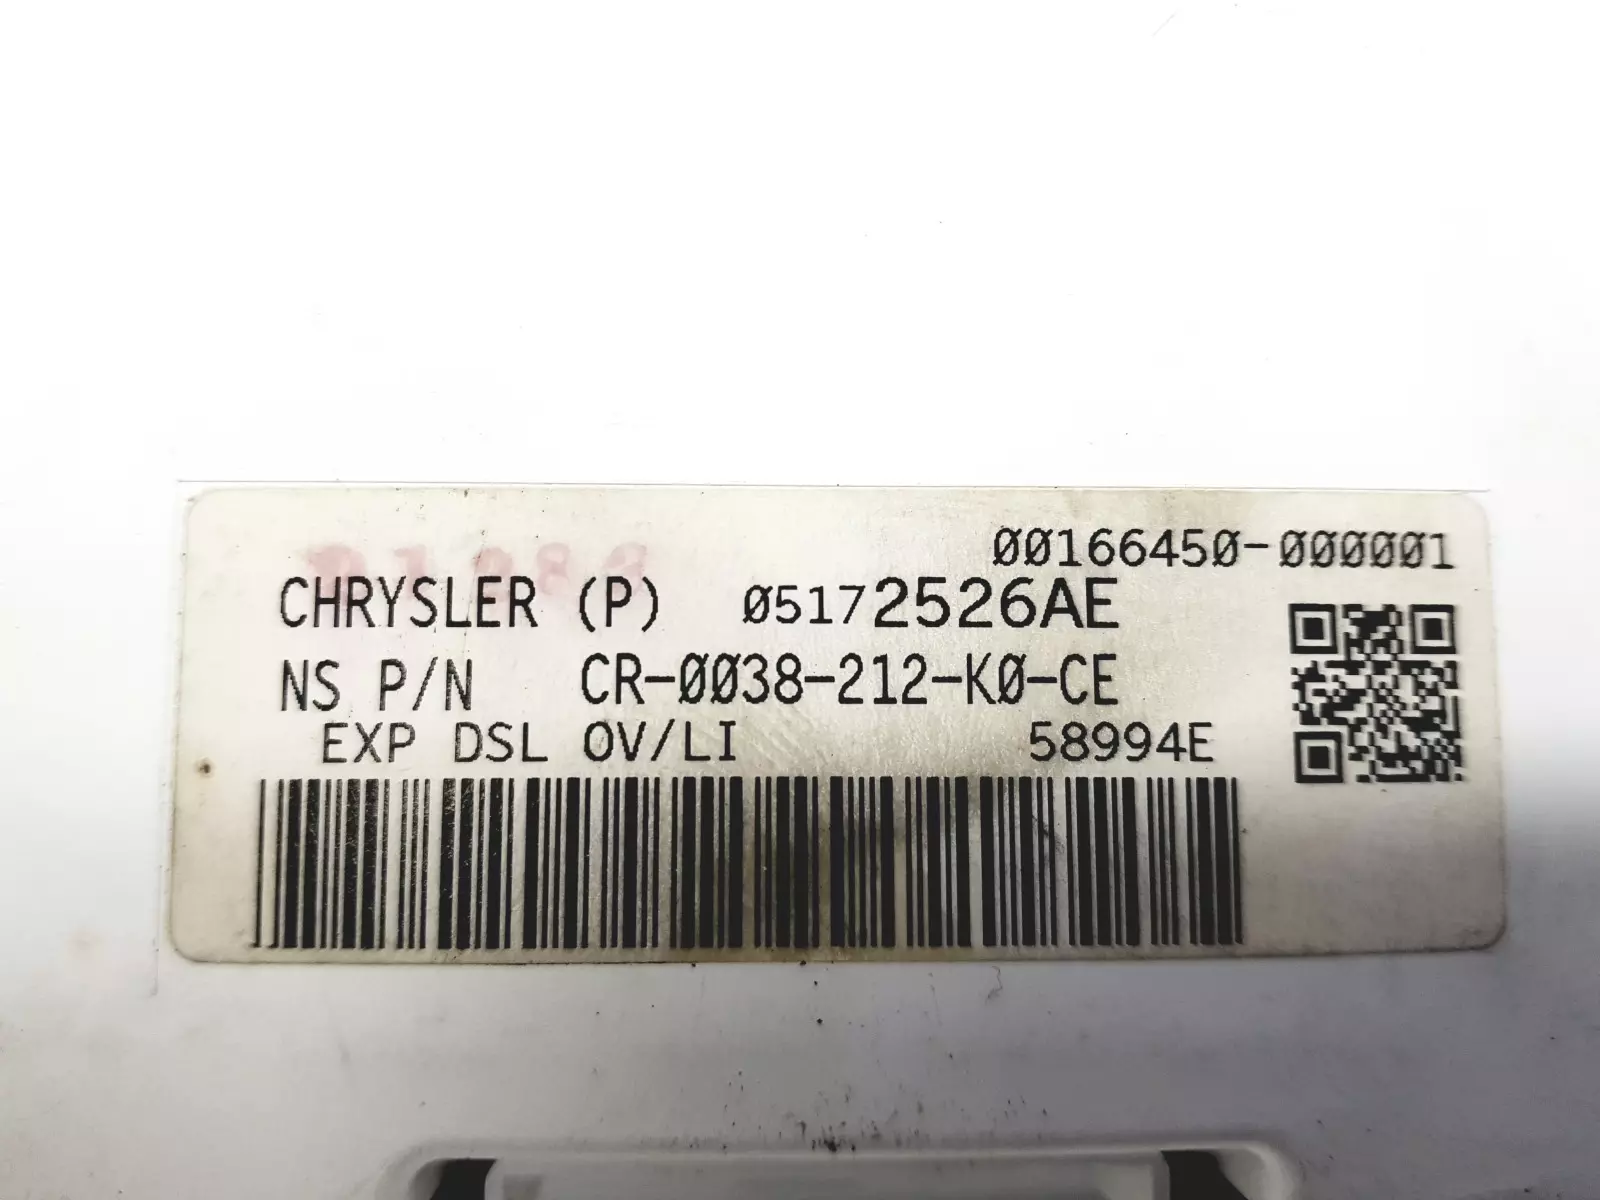 00166450-000001
CHRYSLER (P) 05172526AE
NS P/N CR-0038-212-K0-CE
EXP DSL OV/LI 58994E